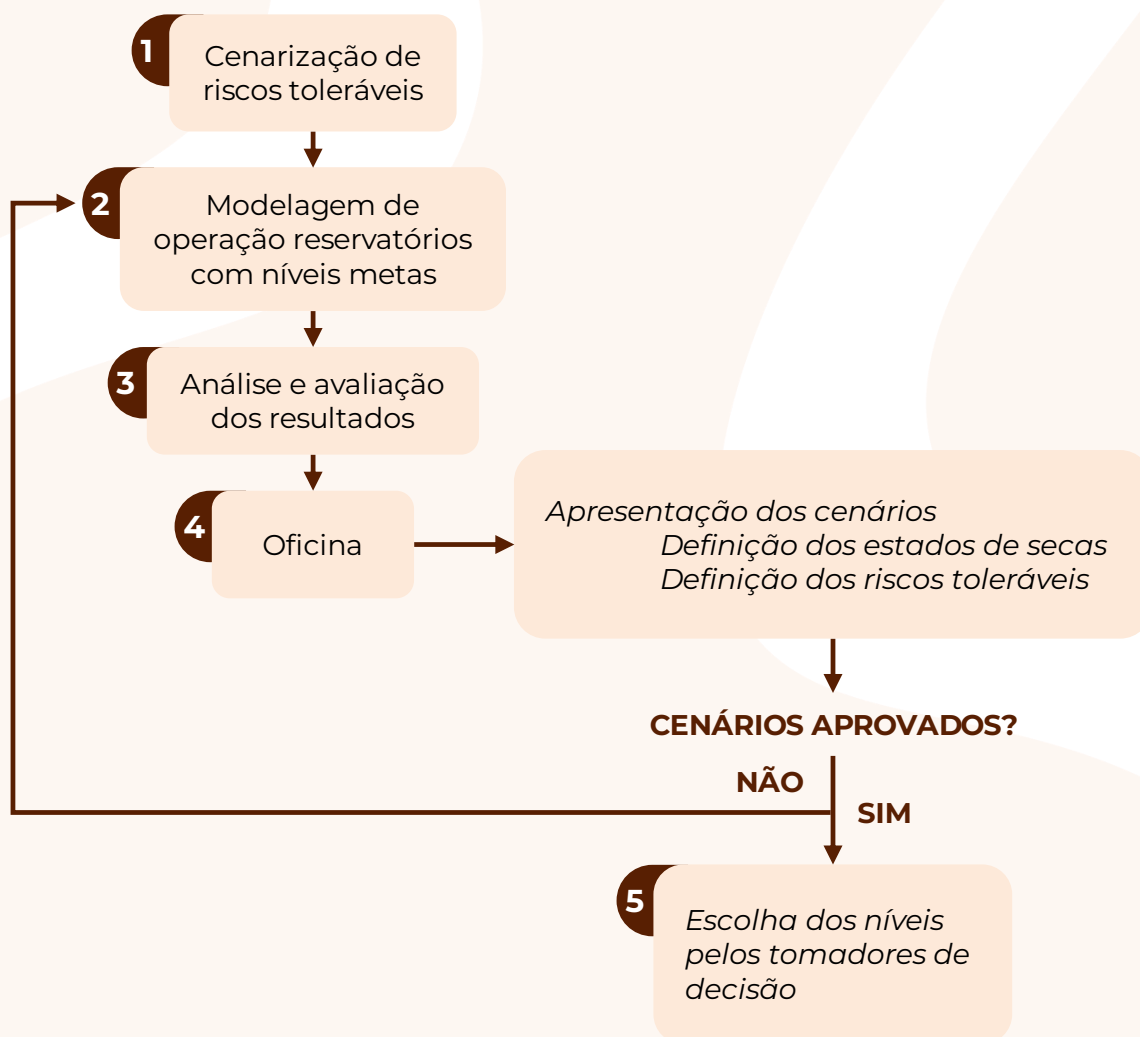 1
Cenarização de
riscos toleráveis
2
Modelagem de
operação reservatórios
com níveis metas
3
Análise e avaliação
dos resultados
4
Oficina
Apresentação dos cenários
Definição dos estados de secas
Definição dos riscos toleráveis
CENÁRIOS APROVADOS?
NÃO
SIM
5
Escolha dos níveis
pelos tomadores de
decisão